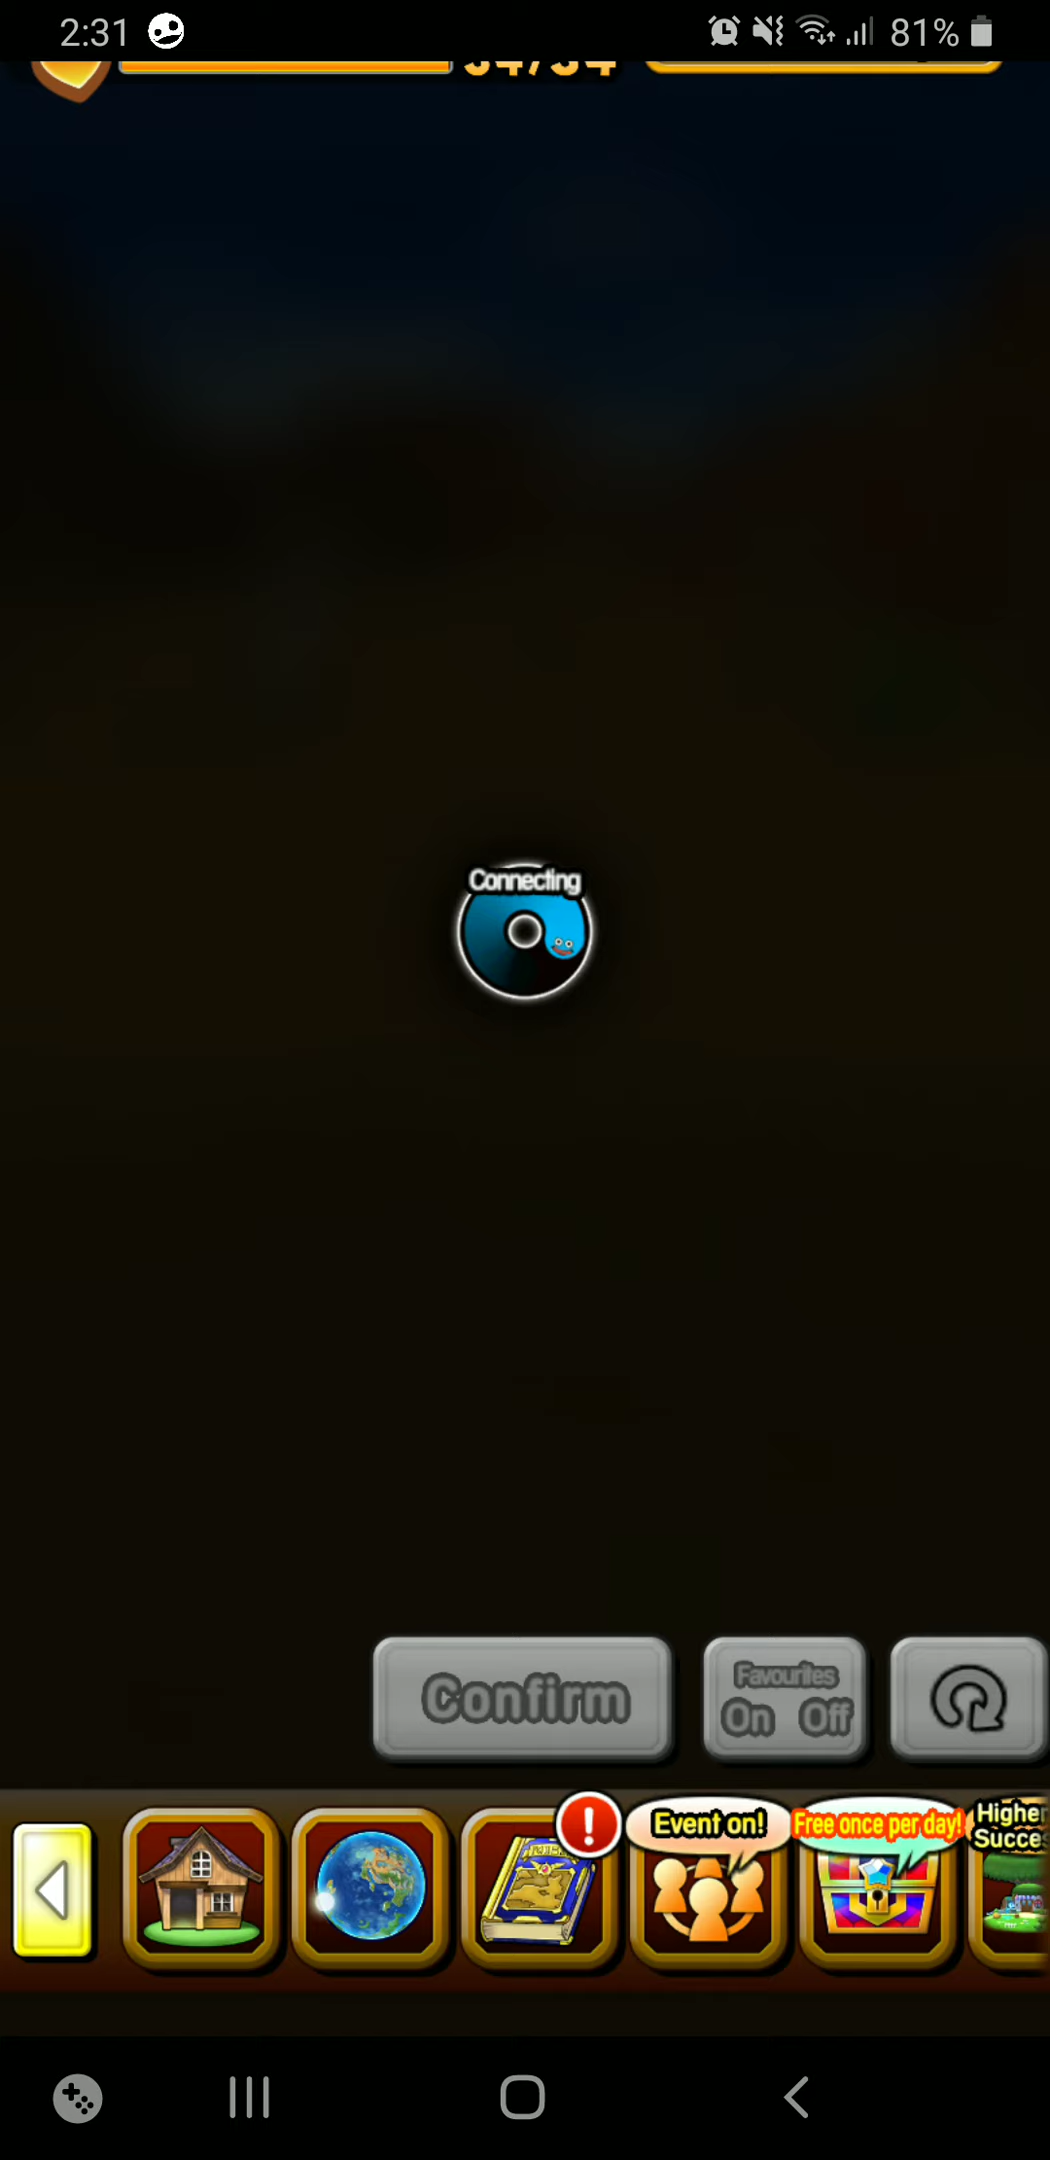 2:31
81%
Connecting
Confirm
Favourites
On Off
Event on!
Free once per day!
Higher